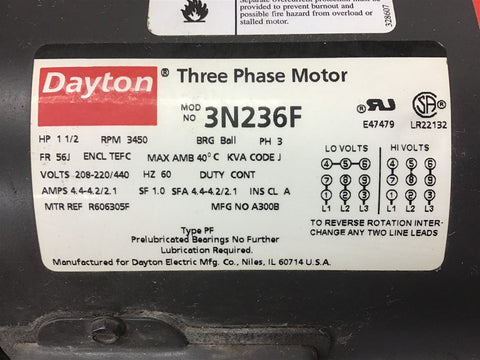 Separate overcurrent protection must be
provided to prevent burnout and
possible fire hazard from overload or
stalled motor.
328607
Dayton® Three Phase Motor
MOD NO 3N236F
E47479 LR22132
HP 1 1/2 RPM 3450 BRG Ball PH 3
FR 56J ENCL TEFC MAX AMB 40°C KVA CODE J
VOLTS 208-220/440 HZ 60 DUTY CONT
AMPS 4.4-4.2/2.1 SF 1.0 SFA 4.4-4.2/2.1 INS CL A
MTR REF R606305F MFG NO A300B
Type PF
Prelubricated Bearings No Further
Lubrication Required.
Manufactured for Dayton Electric Mfg. Co., Niles, IL 60714 U.S.A.
LO VOLTS HI VOLTS
4 5 6 4 5 6
7 8 9 7 8 9
1 2 3 1 2 3
L1 L2 L3 L1 L2 L3
TO REVERSE ROTATION INTER-
CHANGE ANY TWO LINE LEADS